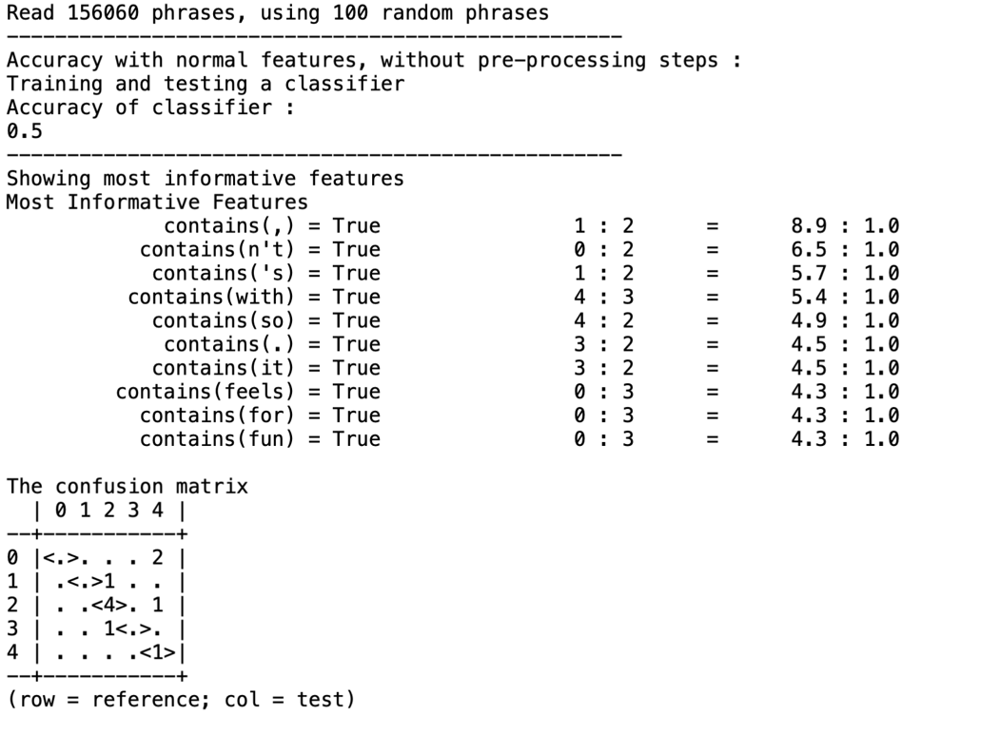 Read 156060 phrases, using 100 random phrases
---------------------------------------------------
Accuracy with normal features, without pre-processing steps :
Training and testing a classifier
Accuracy of classifier :
0.5
---------------------------------------------------
Showing most informative features
Most Informative Features
             contains(,) = True                1 : 2      =      8.9 : 1.0
           contains(n't) = True                0 : 2      =      6.5 : 1.0
            contains('s) = True                1 : 2      =      5.7 : 1.0
          contains(with) = True                4 : 3      =      5.4 : 1.0
            contains(so) = True                4 : 2      =      4.9 : 1.0
             contains(.) = True                3 : 2      =      4.5 : 1.0
            contains(it) = True                3 : 2      =      4.5 : 1.0
         contains(feels) = True                0 : 3      =      4.3 : 1.0
           contains(for) = True                0 : 3      =      4.3 : 1.0
           contains(fun) = True                0 : 3      =      4.3 : 1.0

The confusion matrix
  | 0 1 2 3 4 |
--+-----------+
0 |<.>. . . 2 |
1 | .<.>1 . . |
2 | . .<4>. 1 |
3 | . . 1<.>. |
4 | . . . .<1>|
--+-----------+
(row = reference; col = test)